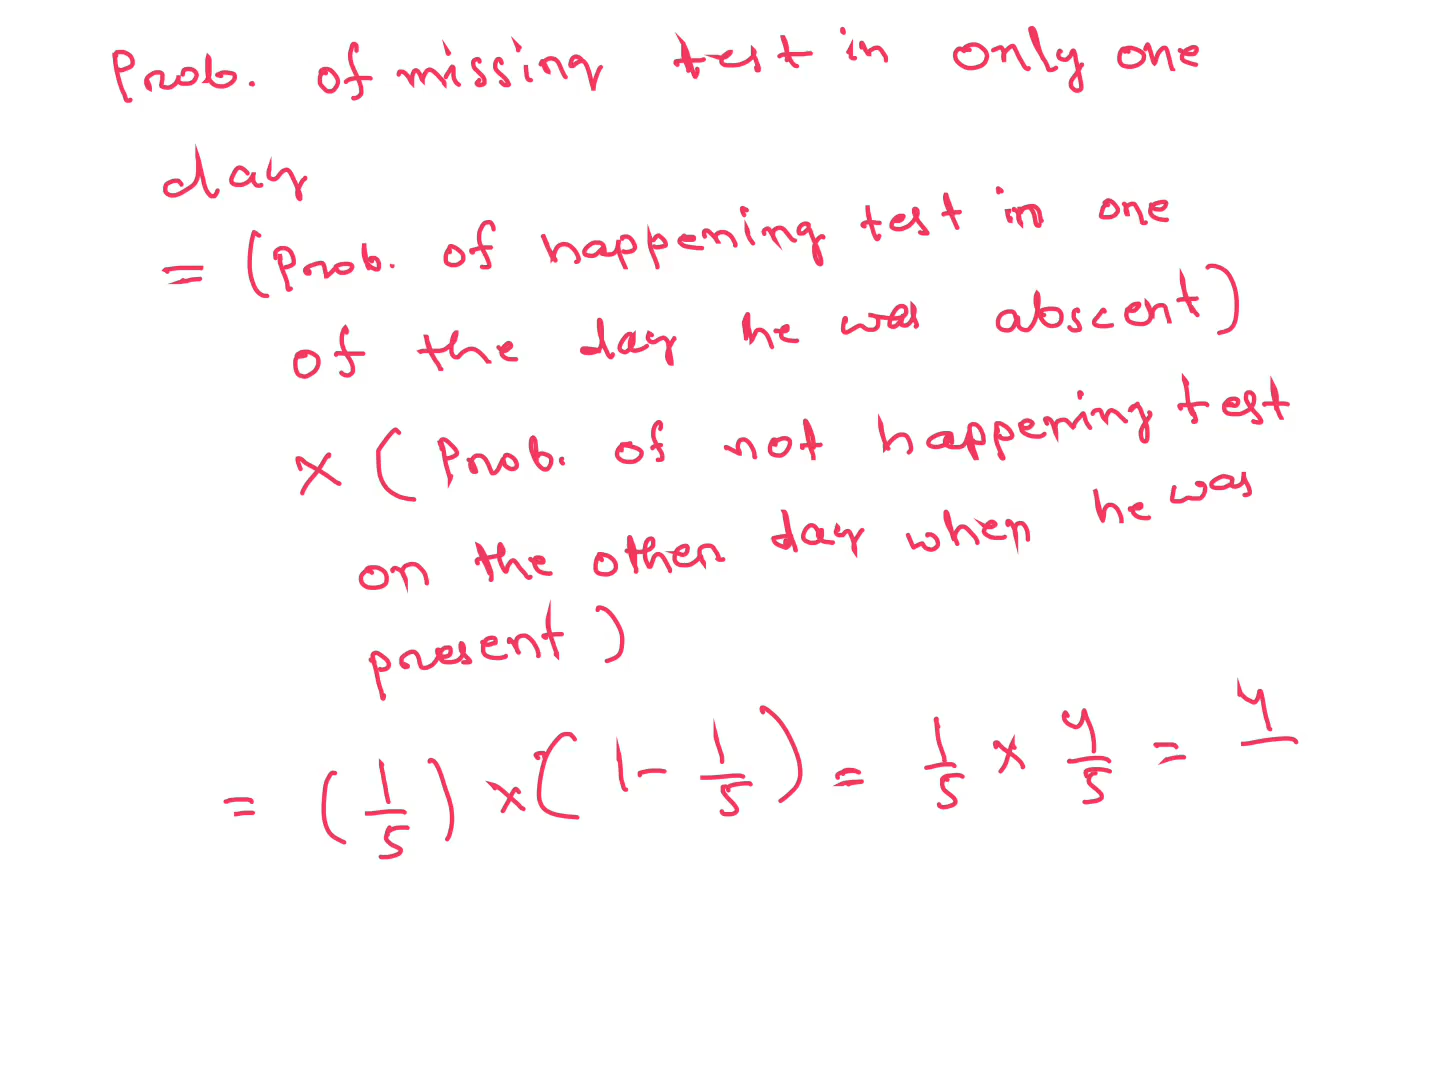 Prob. of missing test in only one
day
= (Prob. of happening test in one
of the day he was abscent)
× (Prob. of not happening test
on the other day when he was
present)
= (1/5) × (1 - 1/5) = 1/5 × 4/5 = 4/